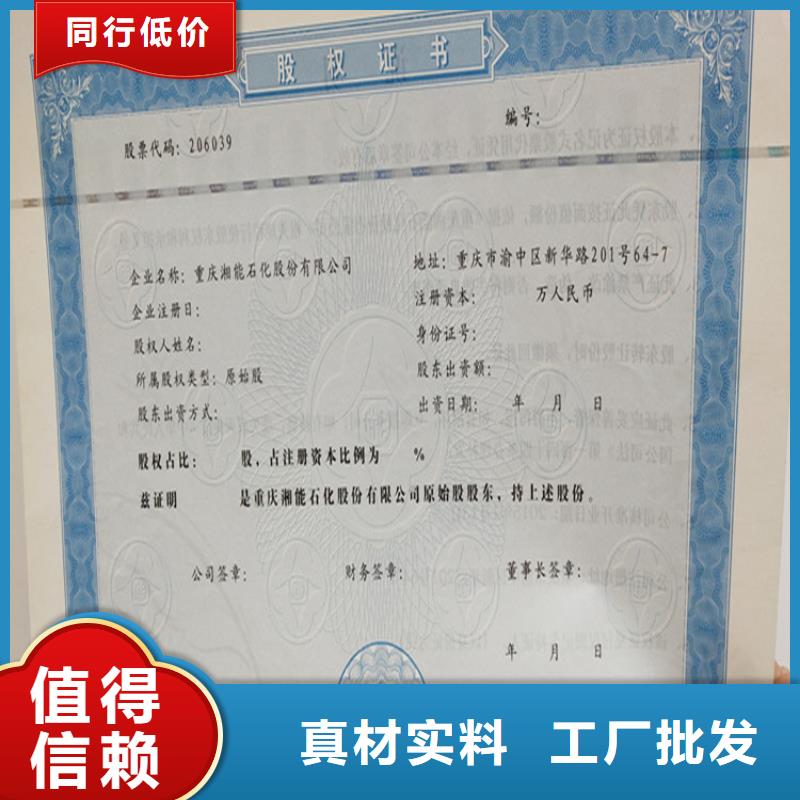 同行低价
股权证书
股票代码: 206039
编号:
企业名称: 重庆湘能石化股份有限公司
地址: 重庆市渝中区新华路201号64-7
企业注册日:
注册资本: 万人民币
股权人姓名:
身份证号:
所属股权类型: 原始股
股东出资额:
股东出资方式:
出资日期: 年 月 日
股权占比: 股,占注册资本比例为 %
兹证明 是重庆湘能石化股份有限公司原始股股东,持上述股份。
公司签章:
财务签章:
董事长签章:
年 月 日
值得
信赖
真材实料 工厂批发